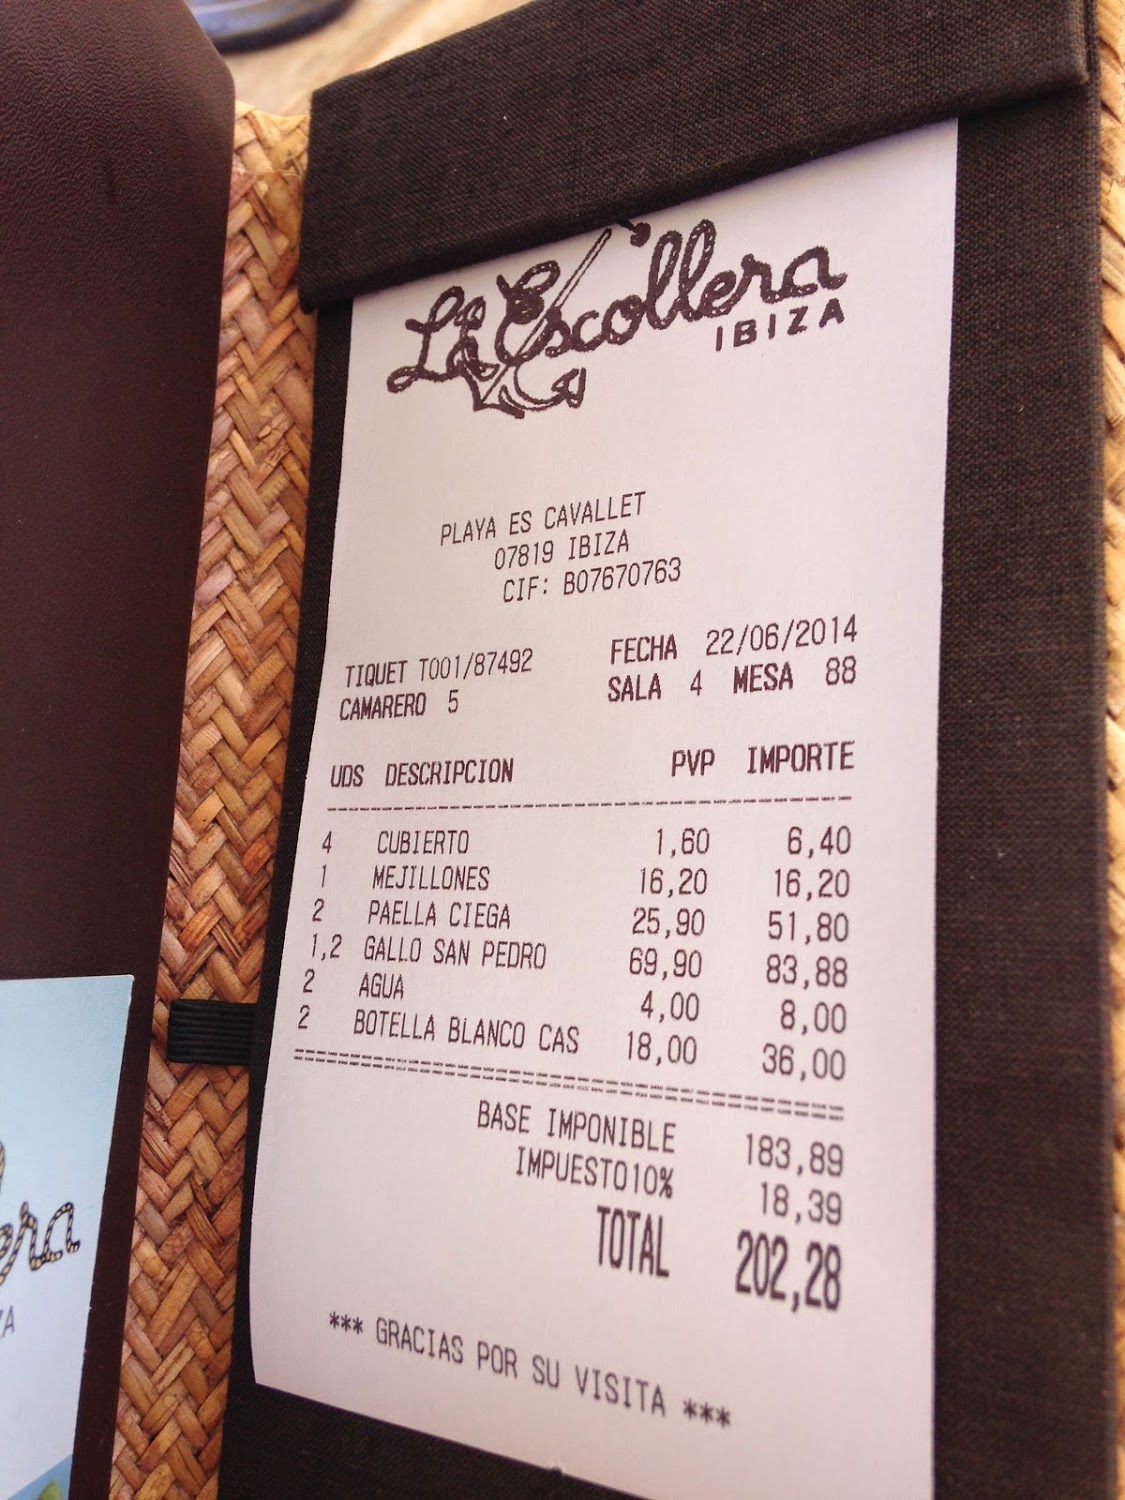 La Escollera
IBIZA
PLAYA ES CAVALLET
07819 IBIZA
CIF: B07670763
TIQUET T001/87492 FECHA 22/06/2014
CAMARERO 5 SALA 4 MESA 88
UDS DESCRIPCION PVP IMPORTE
4 CUBIERTO 1,60 6,40
1 MEJILLONES 16,20 16,20
2 PAELLA CIEGA 25,90 51,80
1,2 GALLO SAN PEDRO 69,90 83,88
2 AGUA 4,00 8,00
2 BOTELLA BLANCO CAS 18,00 36,00
BASE IMPONIBLE 183,89
IMPUESTO10% 18,39
TOTAL 202,28
*** GRACIAS POR SU VISITA ***
era
ZA